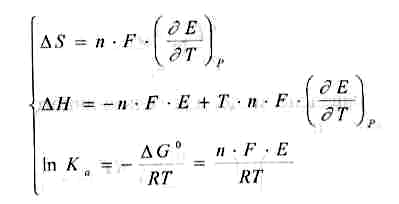 ΔS = n · F · (∂E/∂T)_P
ΔH = −n · F · E + T · n · F · (∂E/∂T)_P
ln K_a = − ΔG⁰/RT = n · F · E/RT